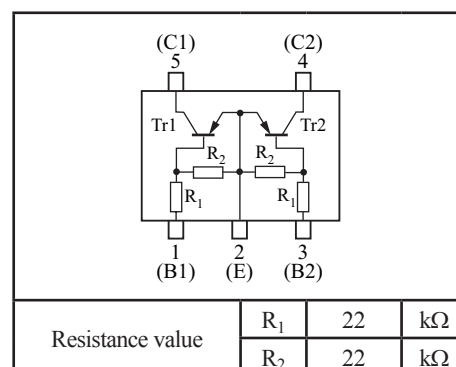 (C1) (C2)
5 4
Tr1 Tr2
R2 R2
R1 R1
1 2 3
(B1) (E) (B2)
Resistance value R1 22 kΩ
R2 22 kΩ